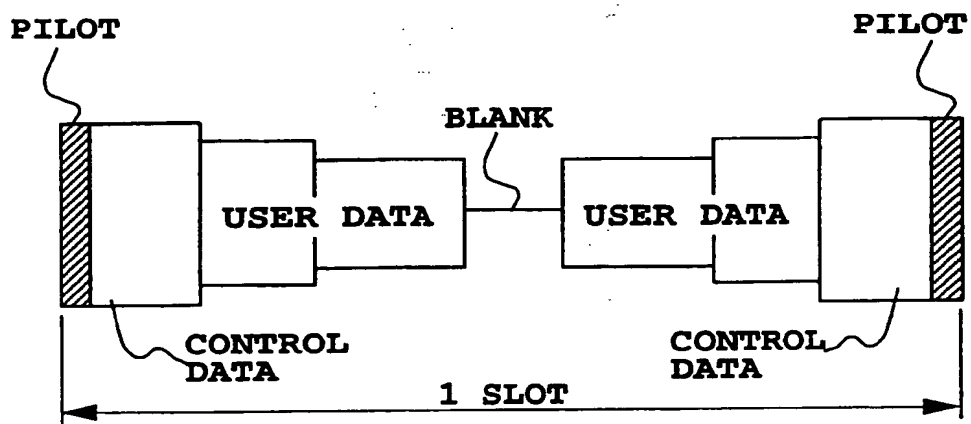 PILOT
PILOT
BLANK
USER DATA
USER DATA
CONTROL
DATA
CONTROL
DATA
1 SLOT